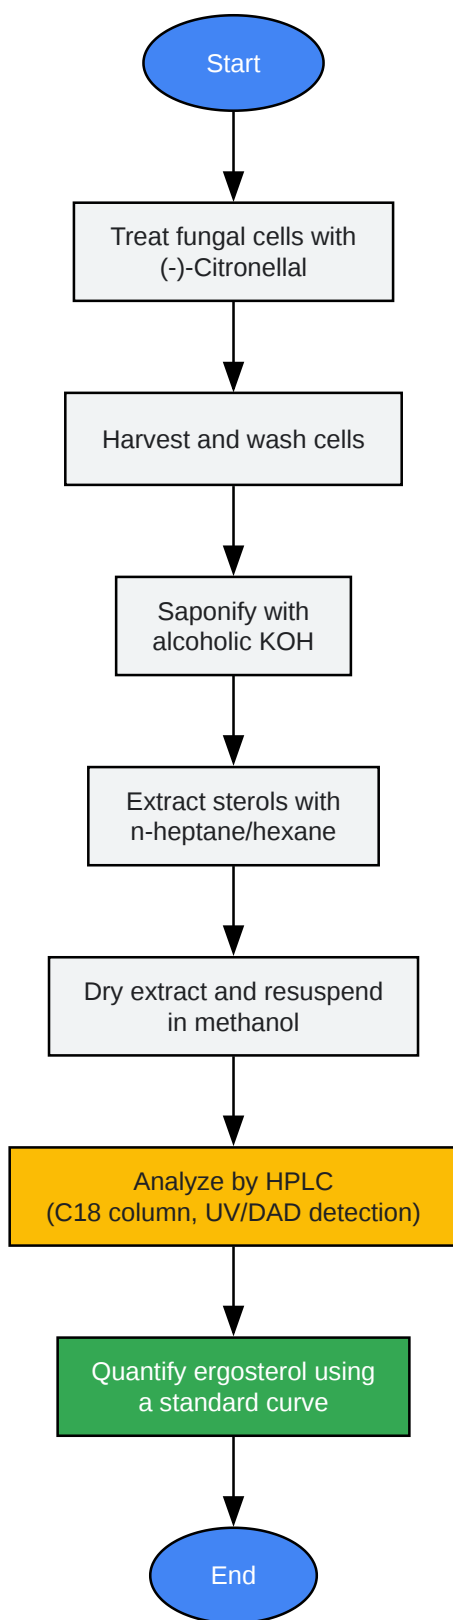 Start
Treat fungal cells with
(-)-Citronellal
Harvest and wash cells
Saponify with
alcoholic KOH
Extract sterols with
n-heptane/hexane
Dry extract and resuspend
in methanol
Analyze by HPLC
(C18 column, UV/DAD detection)
Quantify ergosterol using
a standard curve
End